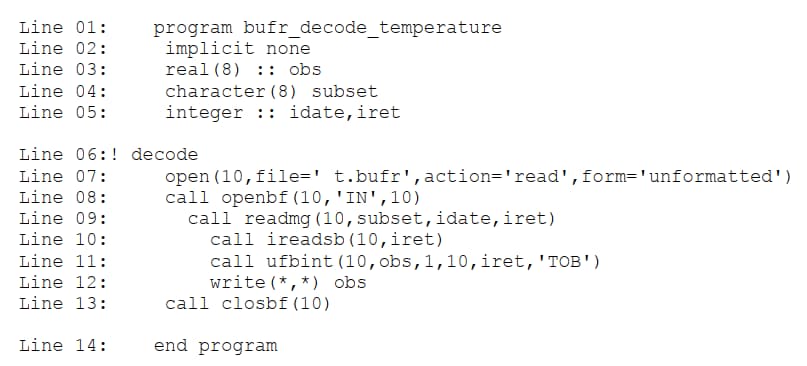 Line 01:    program bufr_decode_temperature
Line 02:     implicit none
Line 03:     real(8) :: obs
Line 04:     character(8) subset
Line 05:     integer :: idate,iret
Line 06:! decode
Line 07:     open(10,file=' t.bufr',action='read',form='unformatted')
Line 08:     call openbf(10,'IN',10)
Line 09:       call readmg(10,subset,idate,iret)
Line 10:         call ireadsb(10,iret)
Line 11:         call ufbint(10,obs,1,10,iret,'TOB')
Line 12:         write(*,*) obs
Line 13:     call closbf(10)
Line 14:    end program